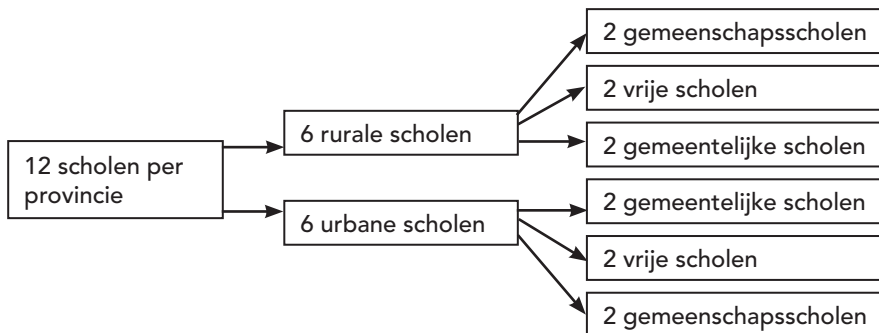 12 scholen per
provincie
6 rurale scholen
6 urbane scholen
2 gemeenschapsscholen
2 vrije scholen
2 gemeentelijke scholen
2 gemeentelijke scholen
2 vrije scholen
2 gemeenschapsscholen